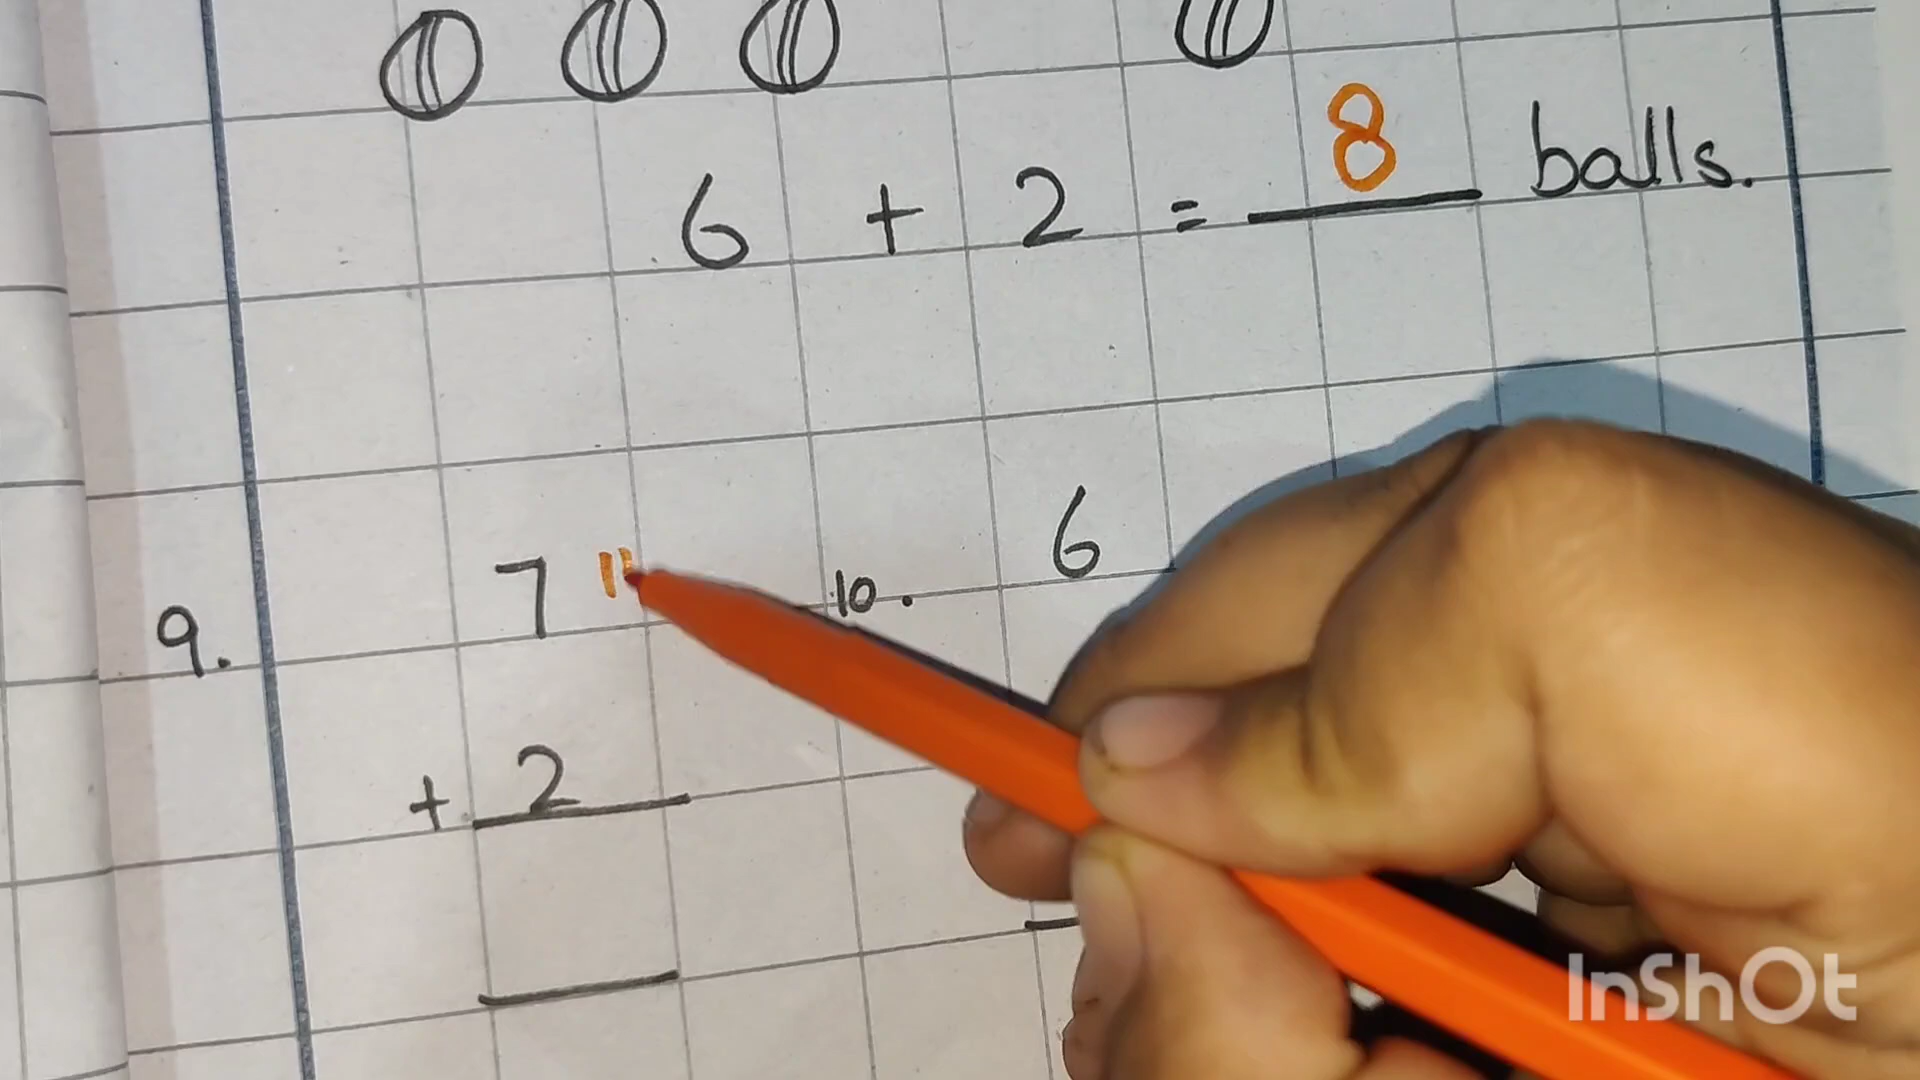 6 + 2 = 8 balls.
9. 7
+ 2
10. 6
InShOt